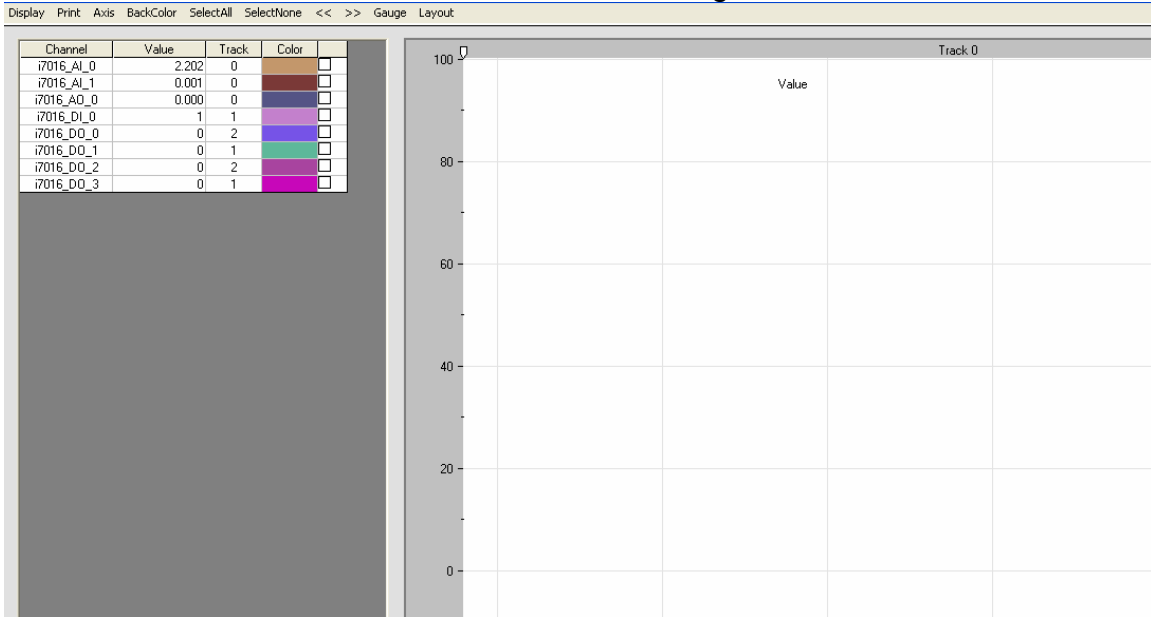 Display Print Axis BackColor SelectAll SelectNone << >> Gauge Layout
Channel Value Track Color
i7016_AI_0 2.202 0
i7016_AI_1 0.001 0
i7016_AO_0 0.000 0
i7016_DI_0 1 1
i7016_DO_0 0 2
i7016_DO_1 0 1
i7016_DO_2 0 2
i7016_DO_3 0 1
Track 0
Value
100
80
60
40
20
0